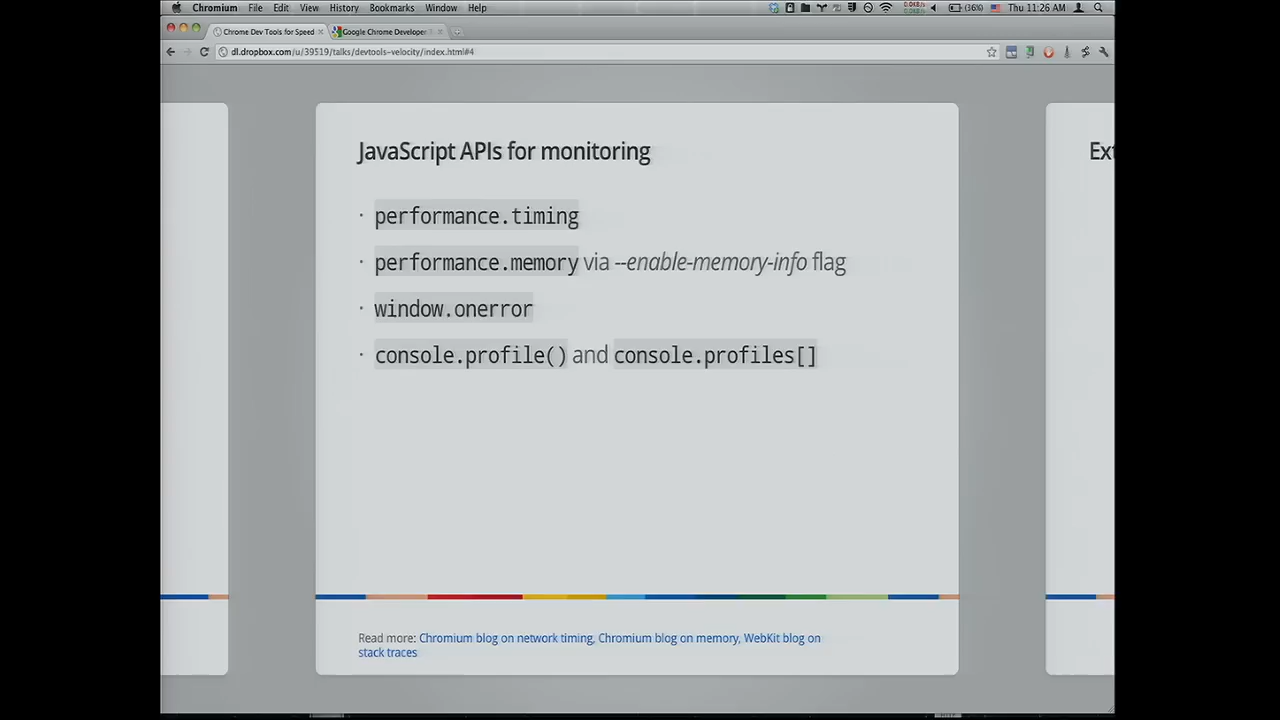 Chromium File Edit View History Bookmarks Window Help (36%) Thu 11:26 AM
Chrome Dev Tools for Speed Google Chrome Developer T
dl.dropbox.com/u/39519/talks/devtools-velocity/index.html#4
JavaScript APIs for monitoring
Ext
· performance.timing
· performance.memory via --enable-memory-info flag
· window.onerror
· console.profile() and console.profiles[]
Read more: Chromium blog on network timing, Chromium blog on memory, WebKit blog on
stack traces